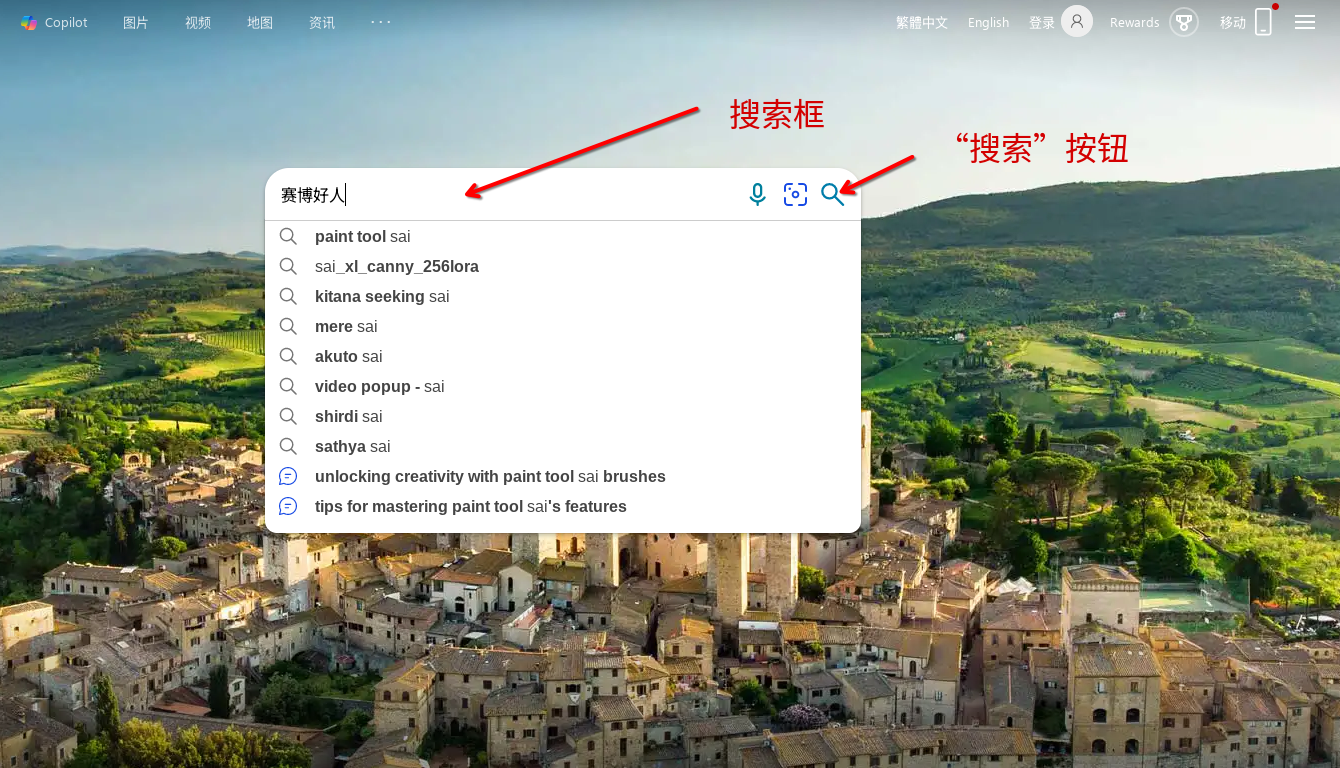 Copilot 图片 视频 地图 资讯 ··· 繁體中文 English 登录 Rewards 移动
搜索框
“搜索”按钮
赛博好人
paint tool sai
sai_xl_canny_256lora
kitana seeking sai
mere sai
akuto sai
video popup - sai
shirdi sai
sathya sai
unlocking creativity with paint tool sai brushes
tips for mastering paint tool sai's features